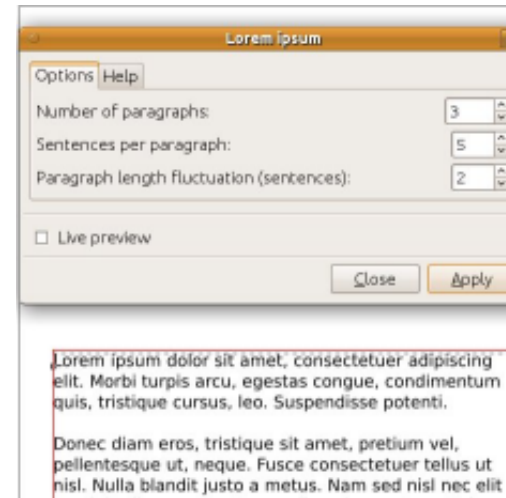 Lorem ipsum
Options Help
Number of paragraphs: 3
Sentences per paragraph: 5
Paragraph length fluctuation (sentences): 2
Live preview
Close Apply
Lorem ipsum dolor sit amet, consectetuer adipiscing
elit. Morbi turpis arcu, egestas congue, condimentum
quis, tristique cursus, leo. Suspendisse potenti.
Donec diam eros, tristique sit amet, pretium vel,
pellentesque ut, neque. Fusce consectetuer tellus ut
nisl. Nulla blandit justo a metus. Nam sed nisl nec elit